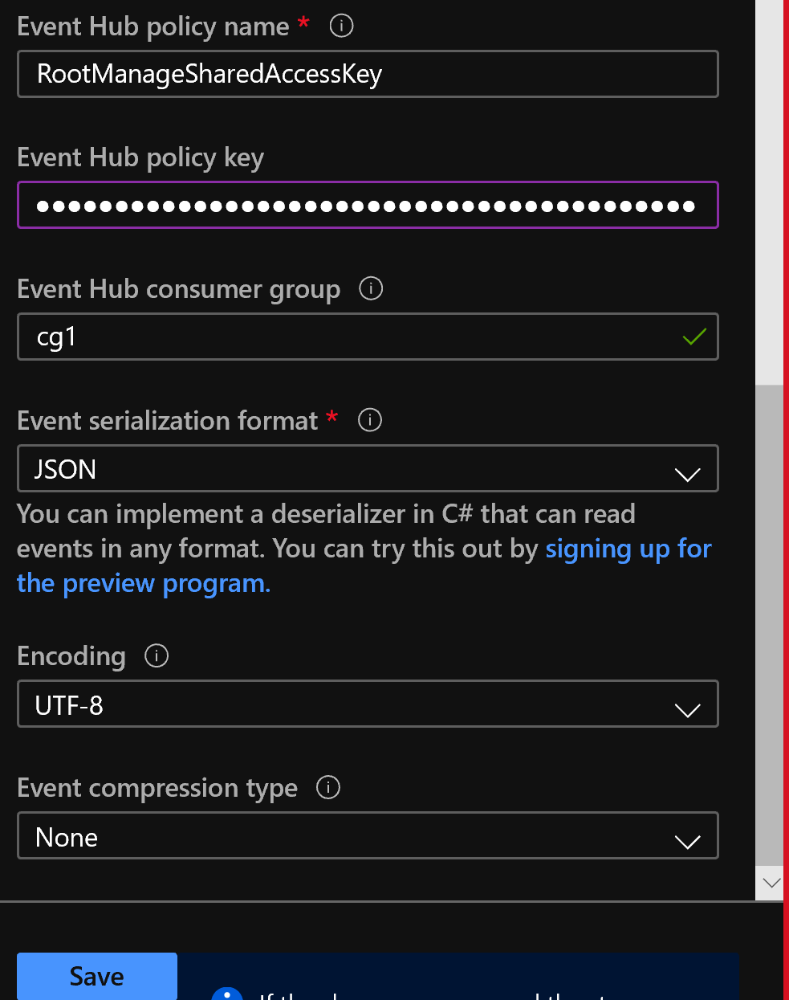 Event Hub policy name *
RootManageSharedAccessKey
Event Hub policy key
Event Hub consumer group
cg1
Event serialization format *
JSON
You can implement a deserializer in C# that can read
events in any format. You can try this out by signing up for
the preview program.
Encoding
UTF-8
Event compression type
None
Save